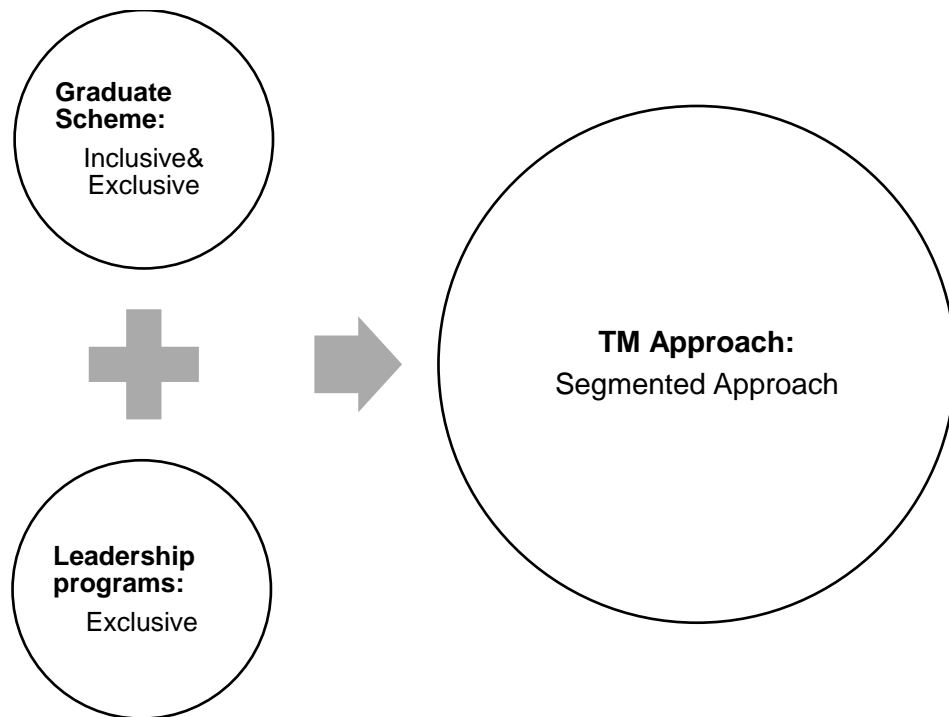 Graduate
Scheme:
Inclusive&
Exclusive
TM Approach:
Segmented Approach
Leadership
programs:
Exclusive